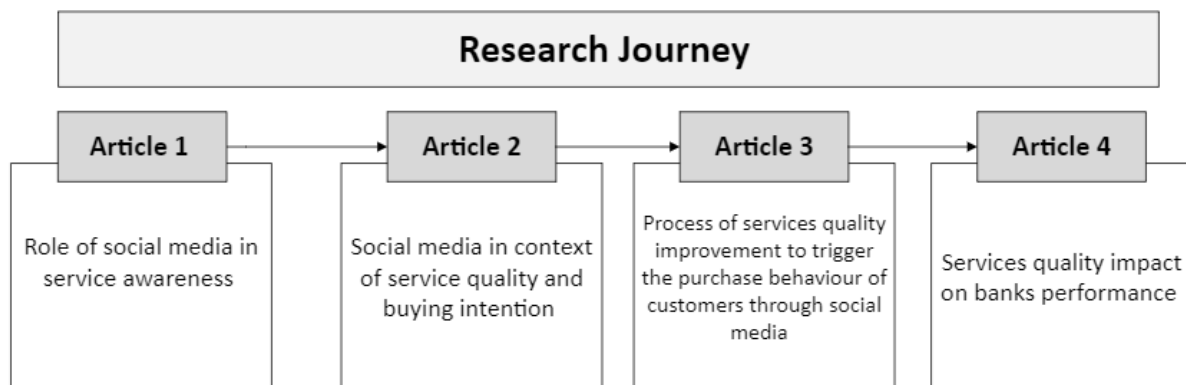 Research Journey
Article 1
Article 2
Article 3
Article 4
Role of social media in
service awareness
Social media in context
of service quality and
buying intention
Process of services quality
improvement to trigger
the purchase behaviour of
customers through social
media
Services quality impact
on banks performance